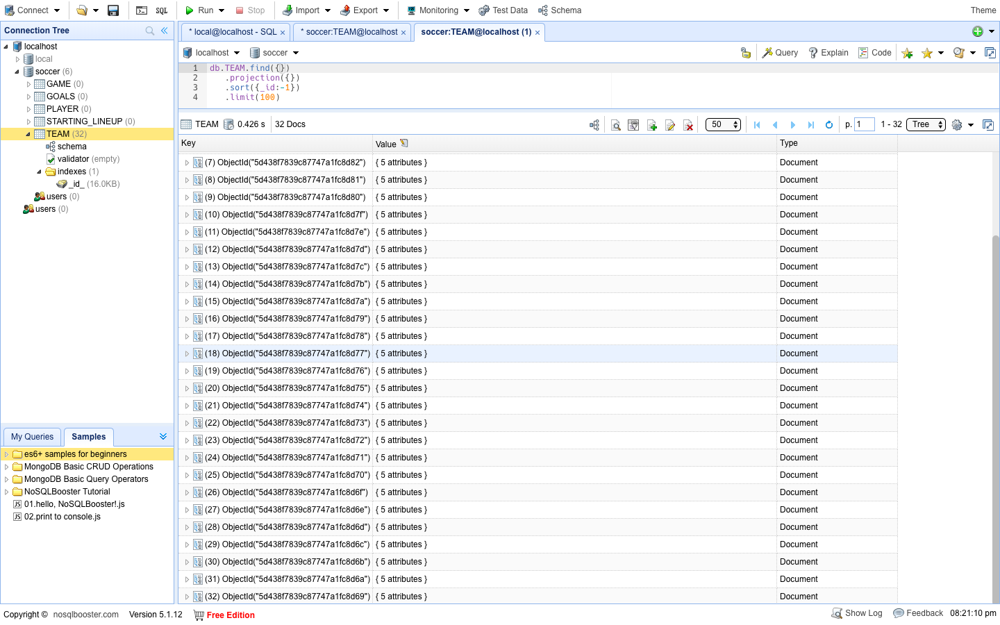 Connect SQL Run Stop Import Export Monitoring Test Data Schema Theme
Connection Tree
localhost
local
soccer (6)
GAME (0)
GOALS (0)
PLAYER (0)
STARTING_LINEUP (0)
TEAM (32)
schema
validator (empty)
indexes (1)
_id_ (16.0KB)
users (0)
users (0)
My Queries Samples
es6+ samples for beginners
MongoDB Basic CRUD Operations
MongoDB Basic Query Operators
NoSQLBooster Tutorial
JS 01.hello, NoSQLBooster!.js
JS 02.print to console.js
* local@localhost - SQL × * soccer:TEAM@localhost × soccer:TEAM@localhost (1) ×
localhost soccer Query Explain Code
1 db.TEAM.find({})
2 .projection({})
3 .sort({_id:-1})
4 .limit(100)
TEAM 0.426 s 32 Docs 50 p. 1 1 - 32 Tree
Key Value Type
(7) ObjectId("5d438f7839c87747a1fc8d82") { 5 attributes } Document
(8) ObjectId("5d438f7839c87747a1fc8d81") { 5 attributes } Document
(9) ObjectId("5d438f7839c87747a1fc8d80") { 5 attributes } Document
(10) ObjectId("5d438f7839c87747a1fc8d7f") { 5 attributes } Document
(11) ObjectId("5d438f7839c87747a1fc8d7e") { 5 attributes } Document
(12) ObjectId("5d438f7839c87747a1fc8d7d") { 5 attributes } Document
(13) ObjectId("5d438f7839c87747a1fc8d7c") { 5 attributes } Document
(14) ObjectId("5d438f7839c87747a1fc8d7b") { 5 attributes } Document
(15) ObjectId("5d438f7839c87747a1fc8d7a") { 5 attributes } Document
(16) ObjectId("5d438f7839c87747a1fc8d79") { 5 attributes } Document
(17) ObjectId("5d438f7839c87747a1fc8d78") { 5 attributes } Document
(18) ObjectId("5d438f7839c87747a1fc8d77") { 5 attributes } Document
(19) ObjectId("5d438f7839c87747a1fc8d76") { 5 attributes } Document
(20) ObjectId("5d438f7839c87747a1fc8d75") { 5 attributes } Document
(21) ObjectId("5d438f7839c87747a1fc8d74") { 5 attributes } Document
(22) ObjectId("5d438f7839c87747a1fc8d73") { 5 attributes } Document
(23) ObjectId("5d438f7839c87747a1fc8d72") { 5 attributes } Document
(24) ObjectId("5d438f7839c87747a1fc8d71") { 5 attributes } Document
(25) ObjectId("5d438f7839c87747a1fc8d70") { 5 attributes } Document
(26) ObjectId("5d438f7839c87747a1fc8d6f") { 5 attributes } Document
(27) ObjectId("5d438f7839c87747a1fc8d6e") { 5 attributes } Document
(28) ObjectId("5d438f7839c87747a1fc8d6d") { 5 attributes } Document
(29) ObjectId("5d438f7839c87747a1fc8d6c") { 5 attributes } Document
(30) ObjectId("5d438f7839c87747a1fc8d6b") { 5 attributes } Document
(31) ObjectId("5d438f7839c87747a1fc8d6a") { 5 attributes } Document
(32) ObjectId("5d438f7839c87747a1fc8d69") { 5 attributes } Document
Copyright © nosqlbooster.com Version 5.1.12 Free Edition Show Log Feedback 08:21:10 pm